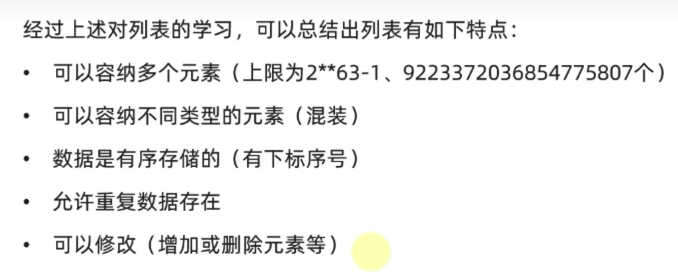 经过上述对列表的学习，可以总结出列表有如下特点：
• 可以容纳多个元素（上限为2**63-1、9223372036854775807个）
• 可以容纳不同类型的元素（混装）
• 数据是有序存储的（有下标序号）
• 允许重复数据存在
• 可以修改（增加或删除元素等）